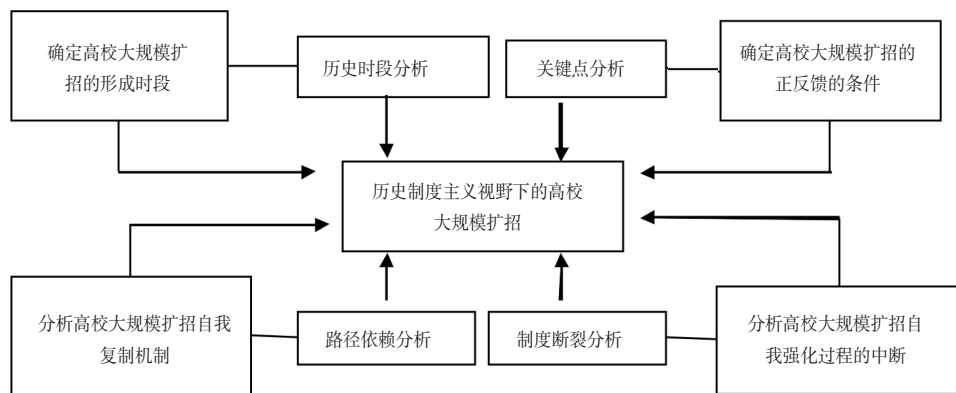 确定高校大规模扩
招的形成时段
历史时段分析
关键点分析
确定高校大规模扩招的
正反馈的条件
历史制度主义视野下的高校
大规模扩招
分析高校大规模扩招自我
复制机制
路径依赖分析
制度断裂分析
分析高校大规模扩招自
我强化过程的中断